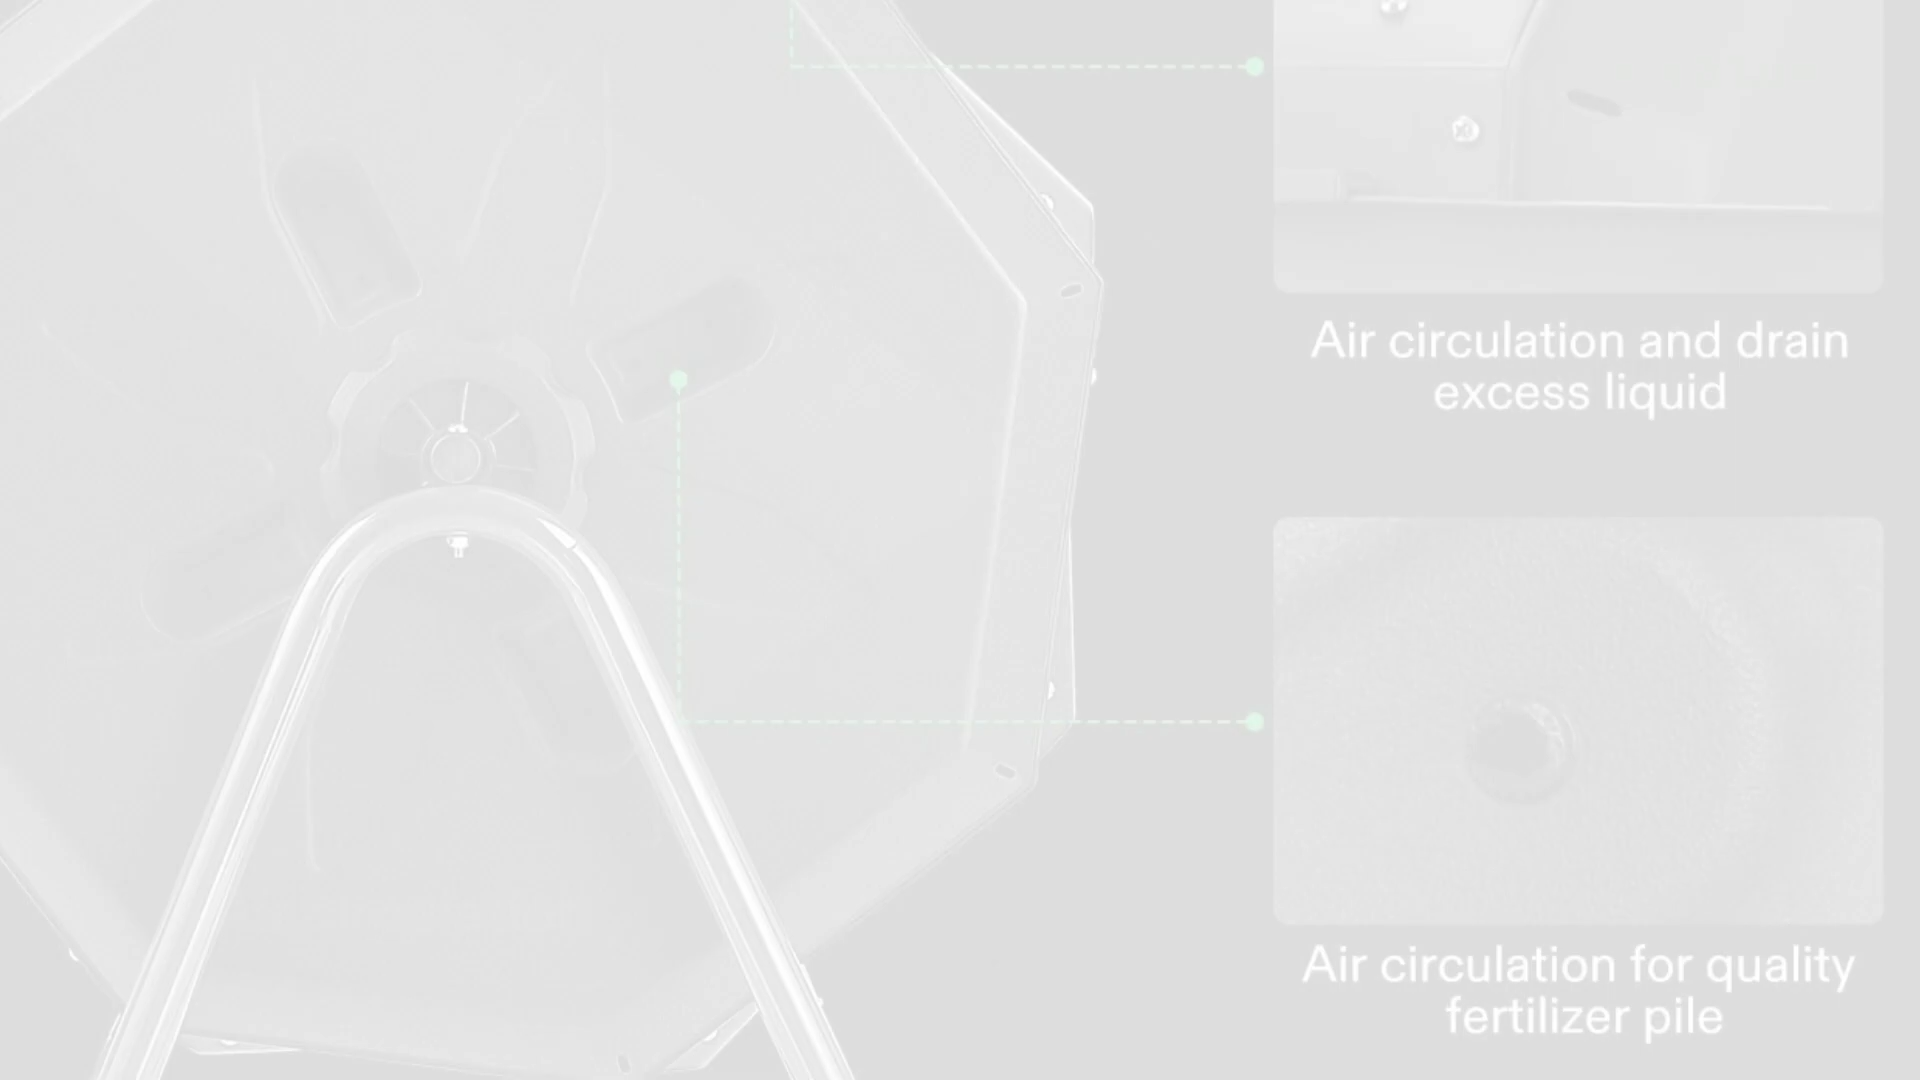 Air circulation and drain
excess liquid
Air circulation for quality
fertilizer pile